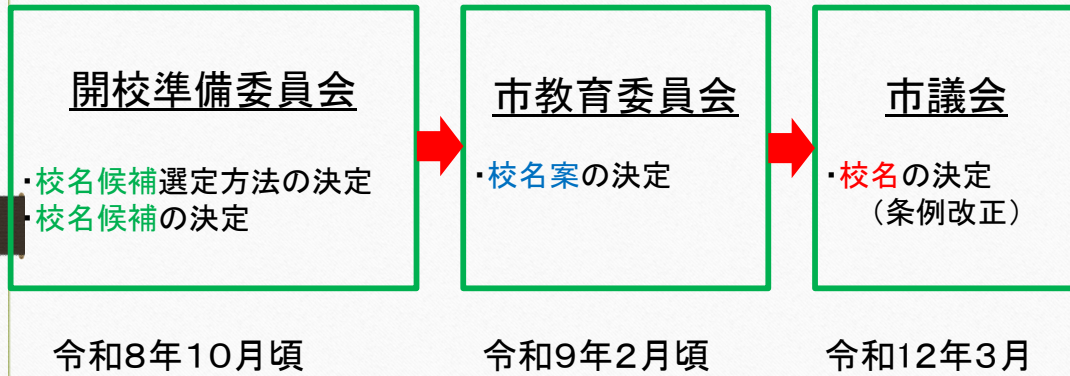 開校準備委員会
・校名候補選定方法の決定
・校名候補の決定
市教育委員会
・校名案の決定
市議会
・校名の決定
（条例改正）
令和８年１０月頃
令和９年２月頃
令和12年３月